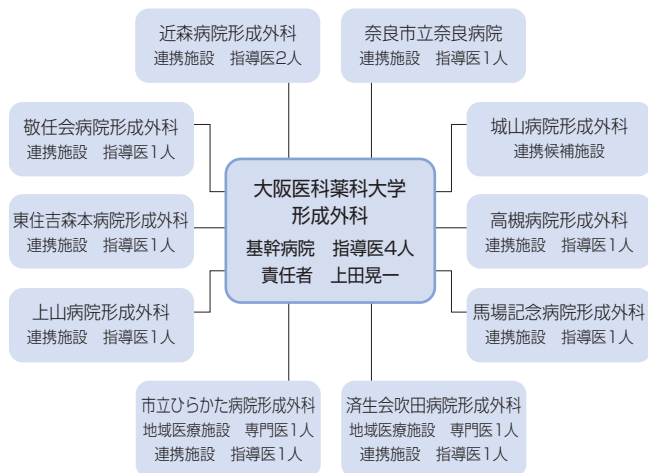 近森病院形成外科
連携施設　指導医2人
奈良市立奈良病院
連携施設　指導医1人
敬任会病院形成外科
連携施設　指導医1人
城山病院形成外科
連携候補施設
大阪医科薬科大学
形成外科
基幹病院　指導医4人
責任者　上田晃一
東住吉森本病院形成外科
連携施設　指導医1人
高槻病院形成外科
連携施設　指導医1人
上山病院形成外科
連携施設　指導医1人
馬場記念病院形成外科
連携施設　指導医1人
市立ひらかた病院形成外科
地域医療施設　専門医1人
連携施設　指導医1人
済生会吹田病院形成外科
地域医療施設　専門医1人
連携施設　指導医1人